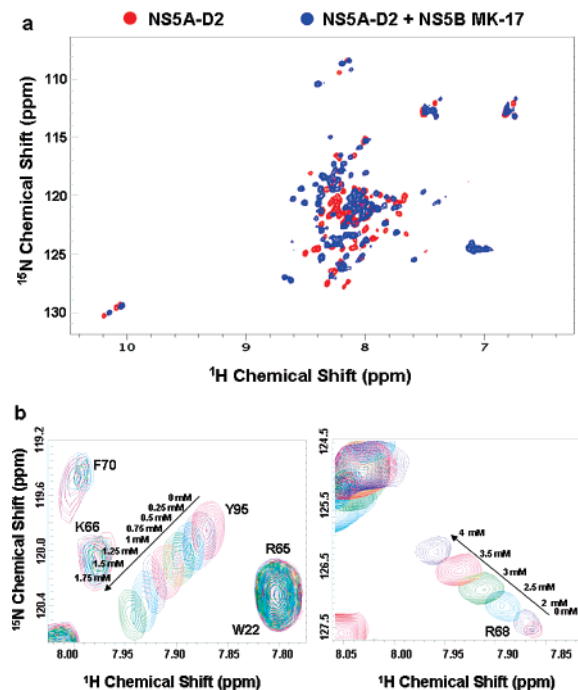 a
NS5A-D2 NS5A-D2 + NS5B MK-17
110
115
120
125
130
15N Chemical Shift (ppm)
10 9 8 7
1H Chemical Shift (ppm)
b
15N Chemical Shift (ppm)
119.2
119.6
120.8
120.4
F70
K66
0 mM
0.25 mM
0.5 mM
0.75 mM
1 mM
1.25 mM
1.5 mM
1.75 mM
Y95
R65
W22
8.00 7.95 7.90 7.85 7.80
1H Chemical Shift (ppm)
124.5
125.5
126.5
127.5
4 mM
3.5 mM
3 mM
2.5 mM
2 mM
0 mM
R68
8.05 7.95 7.85
1H Chemical Shift (ppm)